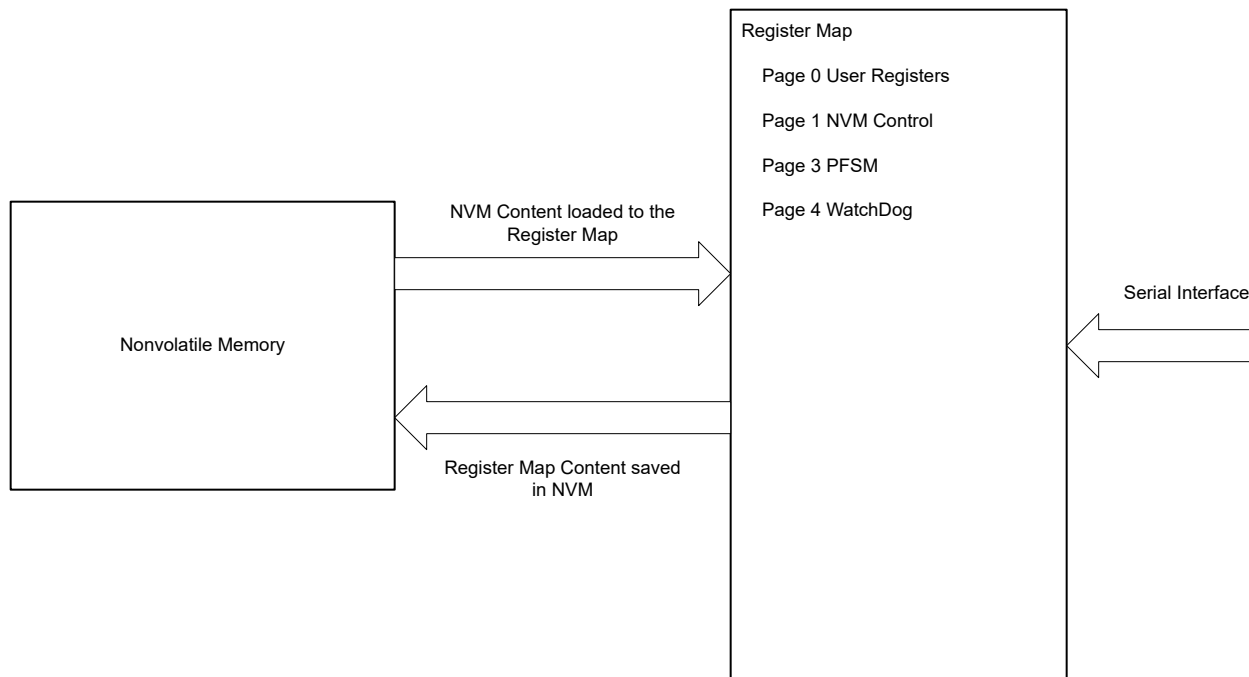 Register Map
Page 0 User Registers
Page 1 NVM Control
Page 3 PFSM
Page 4 WatchDog
NVM Content loaded to the
Register Map
Nonvolatile Memory
Register Map Content saved
in NVM
Serial Interface